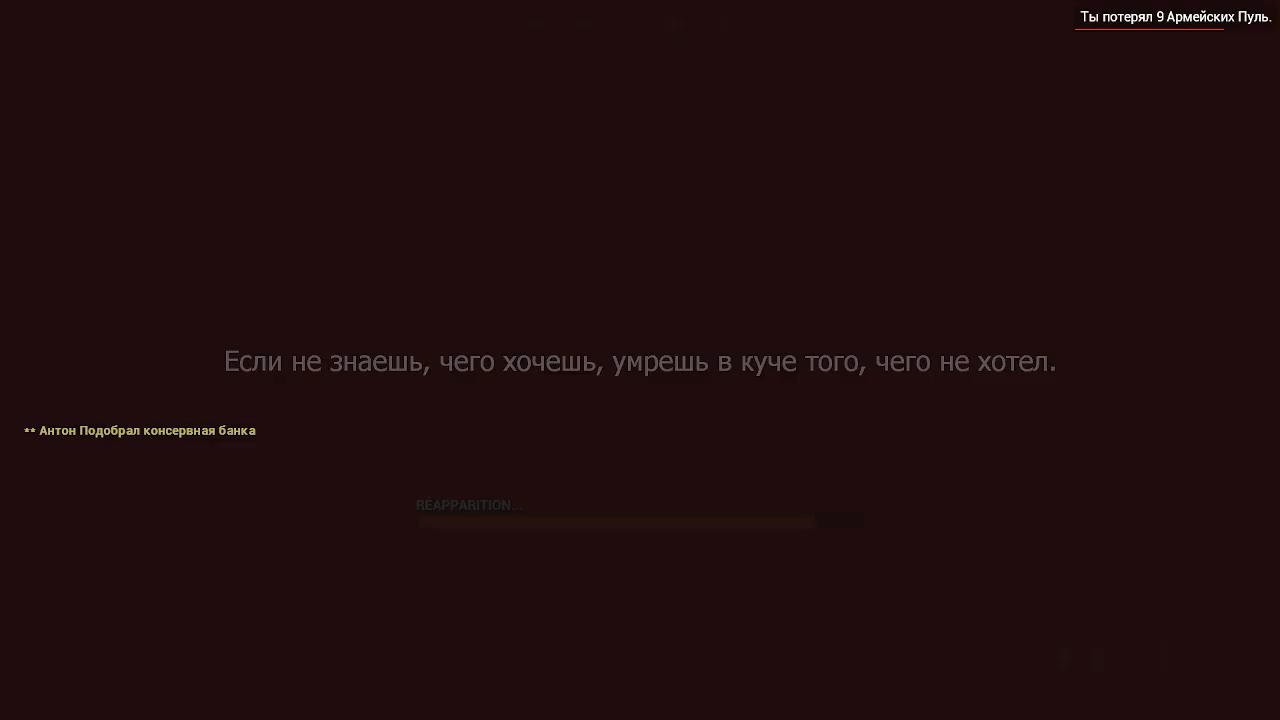 Ты потерял 9 Армейских Пуль.
Если не знаешь, чего хочешь, умрешь в куче того, чего не хотел.
** Антон Подобрал консервная банка
RÉAPPARITION...